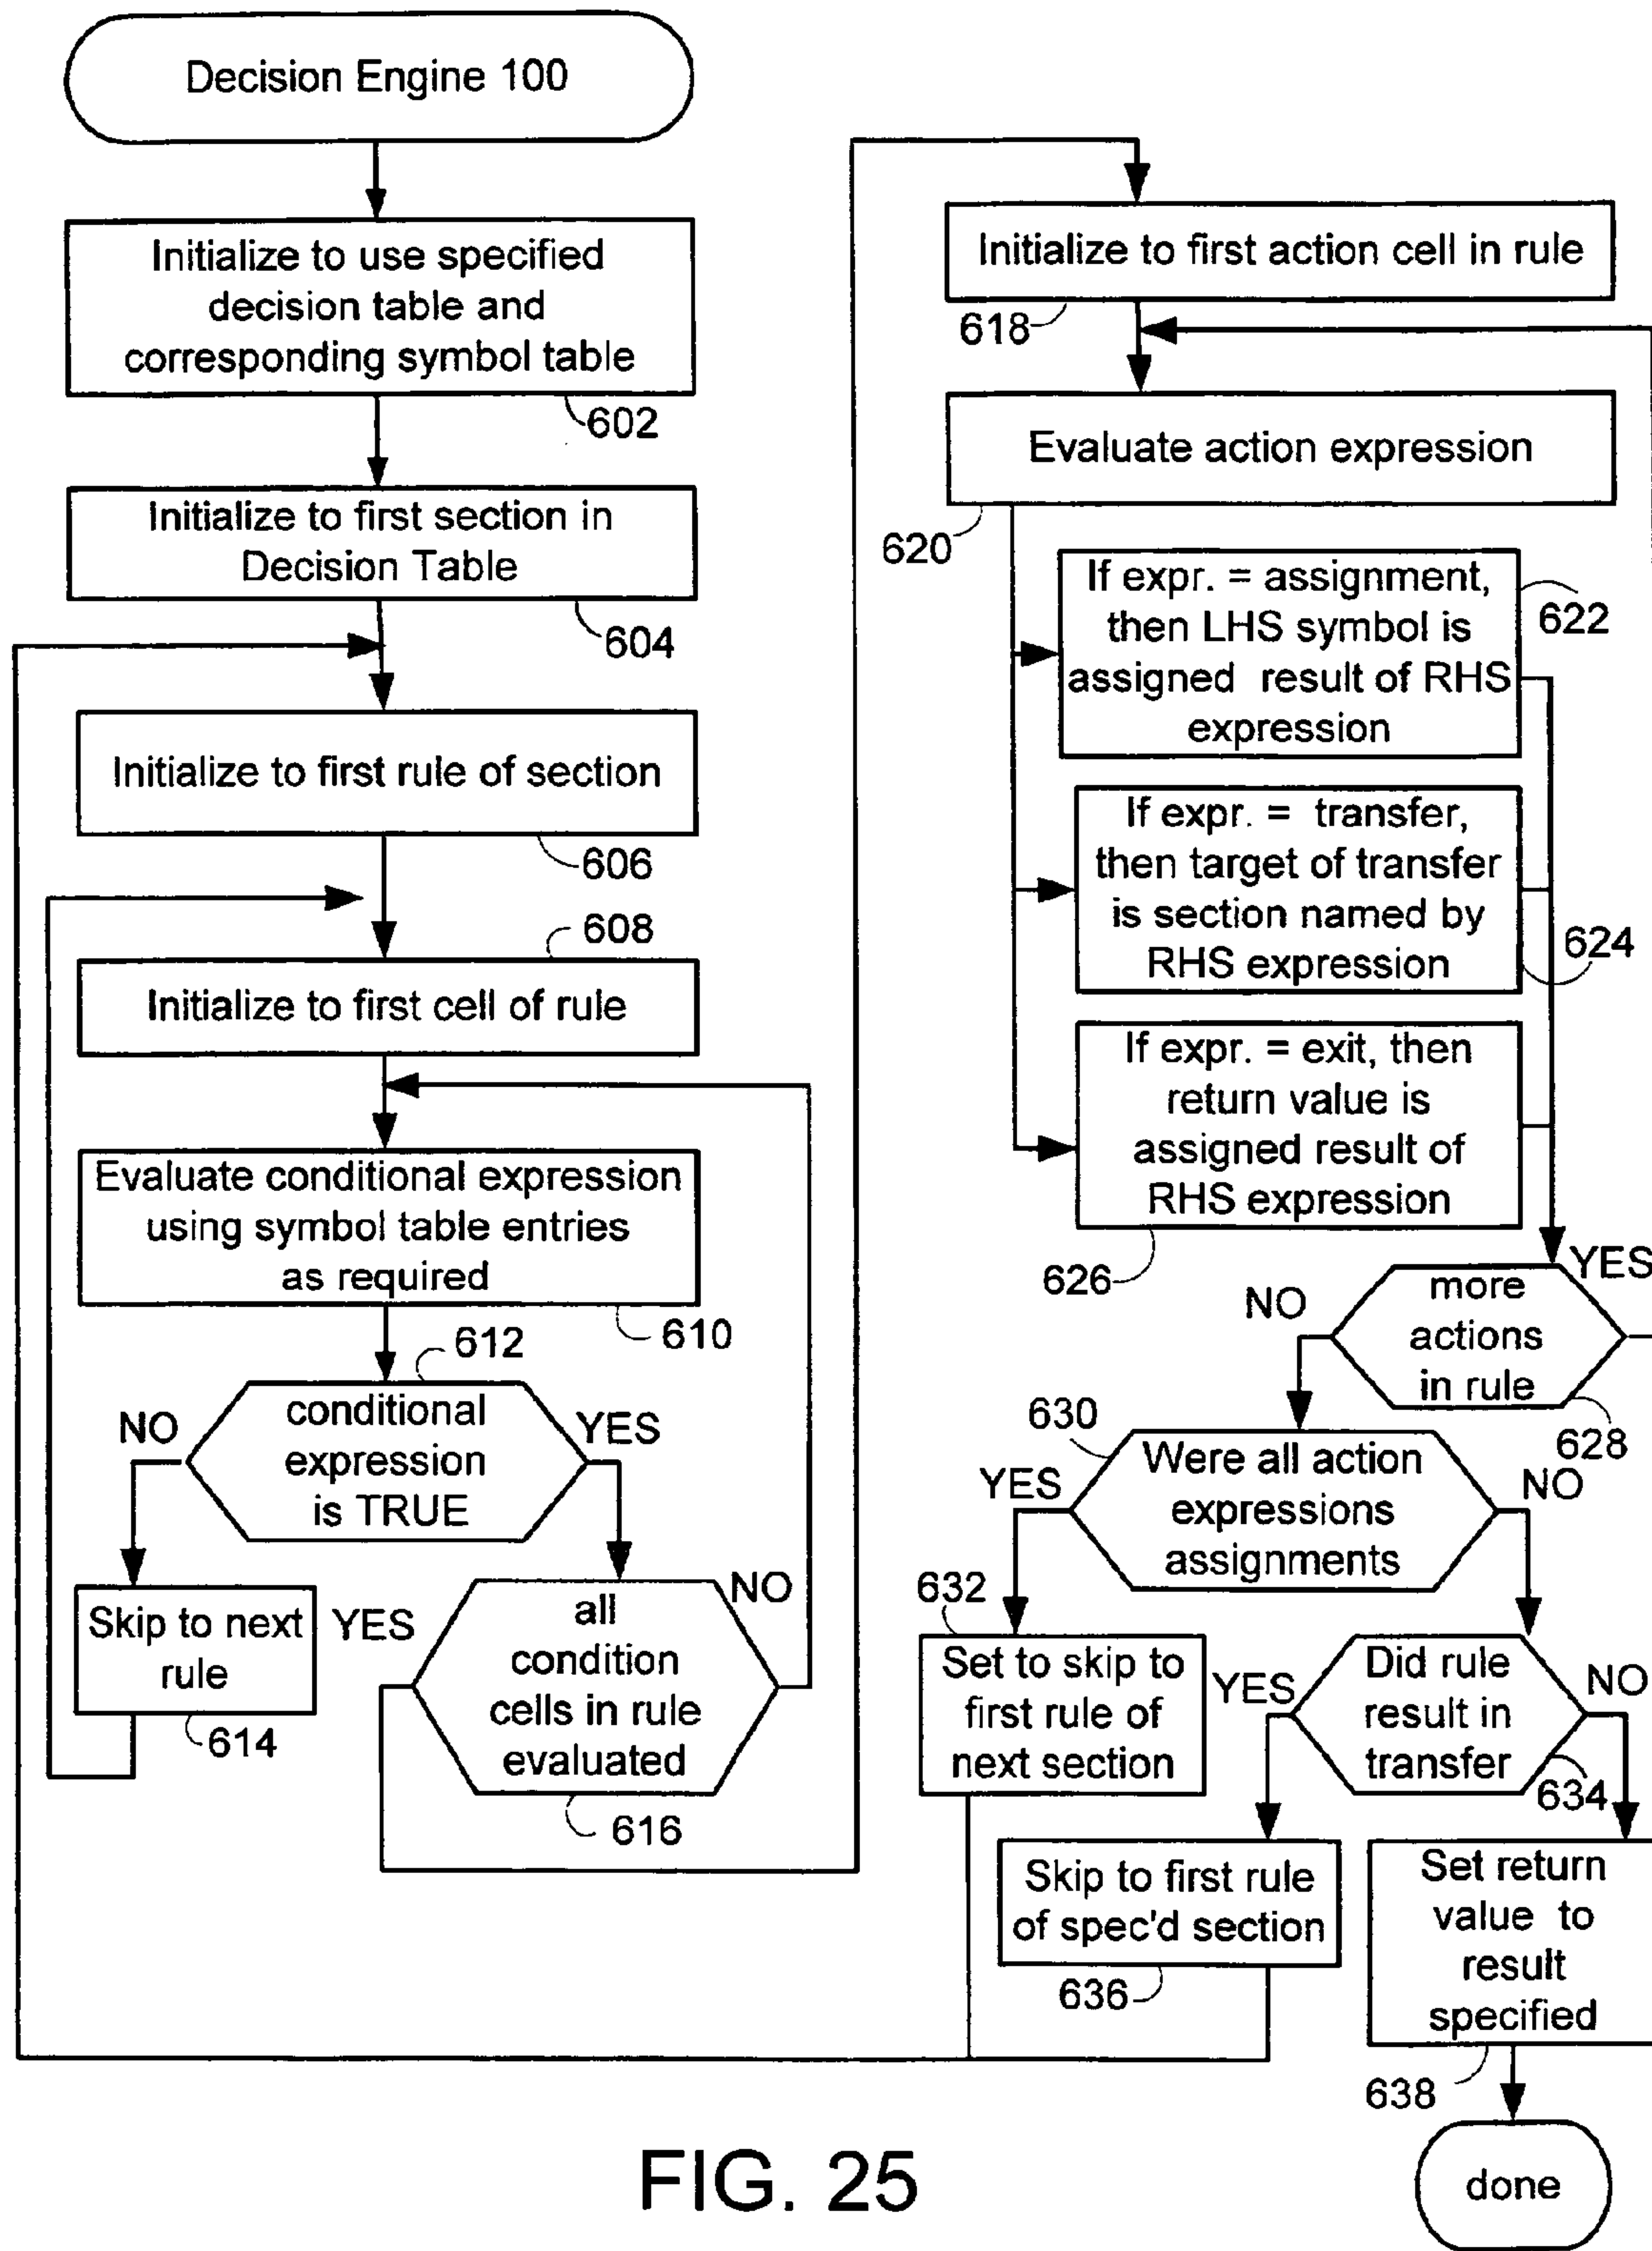 Decision Engine 100
Initialize to use specified
decision table and
corresponding symbol table
602
Initialize to first section in
Decision Table
604
Initialize to first rule of section
606
608
Initialize to first cell of rule
Evaluate conditional expression
using symbol table entries
as required
610
612
conditional
expression
is TRUE
NO
YES
Skip to next
rule
614
YES
NO
all
condition
cells in rule
evaluated
616
Initialize to first action cell in rule
618
Evaluate action expression
620
If expr. = assignment,
then LHS symbol is
assigned result of RHS
expression
622
If expr. = transfer,
then target of transfer
is section named by
RHS expression
624
If expr. = exit, then
return value is
assigned result of
RHS expression
626
YES
NO
more
actions
in rule
628
630
Were all action
expressions
assignments
YES
NO
632
Set to skip to
first rule of
next section
YES
NO
Did rule
result in
transfer
634
Skip to first rule
of spec'd section
636
Set return
value to
result
specified
638
done
FIG. 25